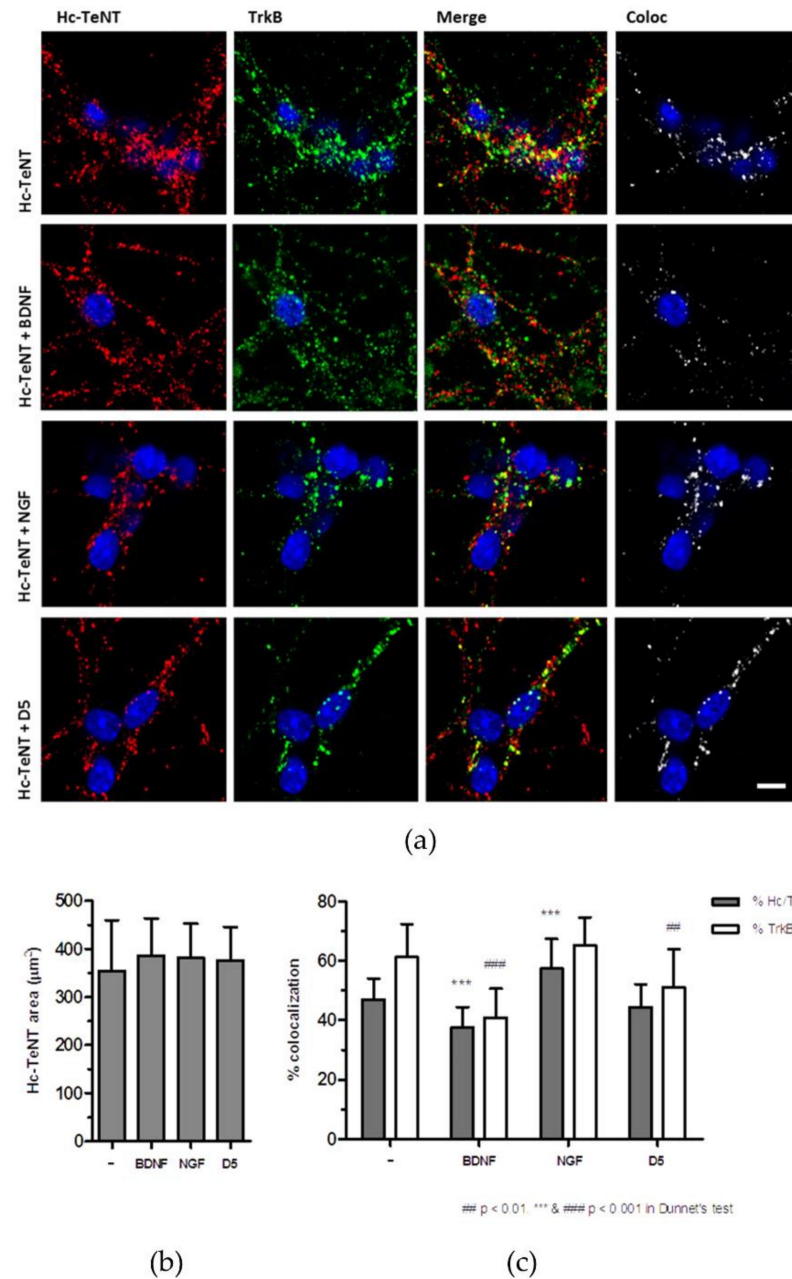 Hc-TeNT TrkB Merge Coloc
Hc-TeNT
Hc-TeNT + BDNF
Hc-TeNT + NGF
Hc-TeNT + D5
(a)
Hc-TeNT area (μm²)
500
400
300
200
100
0
– BDNF NGF D5
(b)
% colocalization
80
60
40
20
0
*** ### *** ##
– BDNF NGF D5
% Hc/T
% TrkB
## p < 0.01. *** & ### p < 0.001 in Dunnet's test
(c)